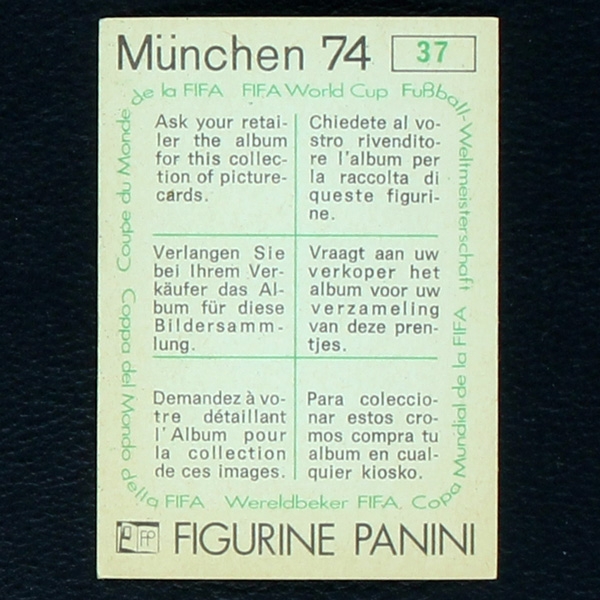 München 74 37
de la FIFA FIFA World Cup Fußball-Weltmeisterschaft
Ask your retai-
ler the album
for this collec-
tion of picture-
cards.
Chiedete al vo-
stro rivendito-
re l'album per
la raccolta di
queste figuri-
ne.
Verlangen Sie
bei Ihrem Ver-
käufer das Al-
bum für diese
Bildersamm-
lung.
Vraagt aan uw
verkoper het
album voor uw
verzameling
van deze pren-
tjes.
Demandez à vo-
tre détaillant
l'Album pour
la collection
de ces images.
Para coleccio-
nar estos cro-
mos compra tu
album en cual-
quier kiosko.
Coupe du Monde
Coppa del Mondo della FIFA Wereldbeker FIFA. Copa Mundial de la FIFA
FP FIGURINE PANINI